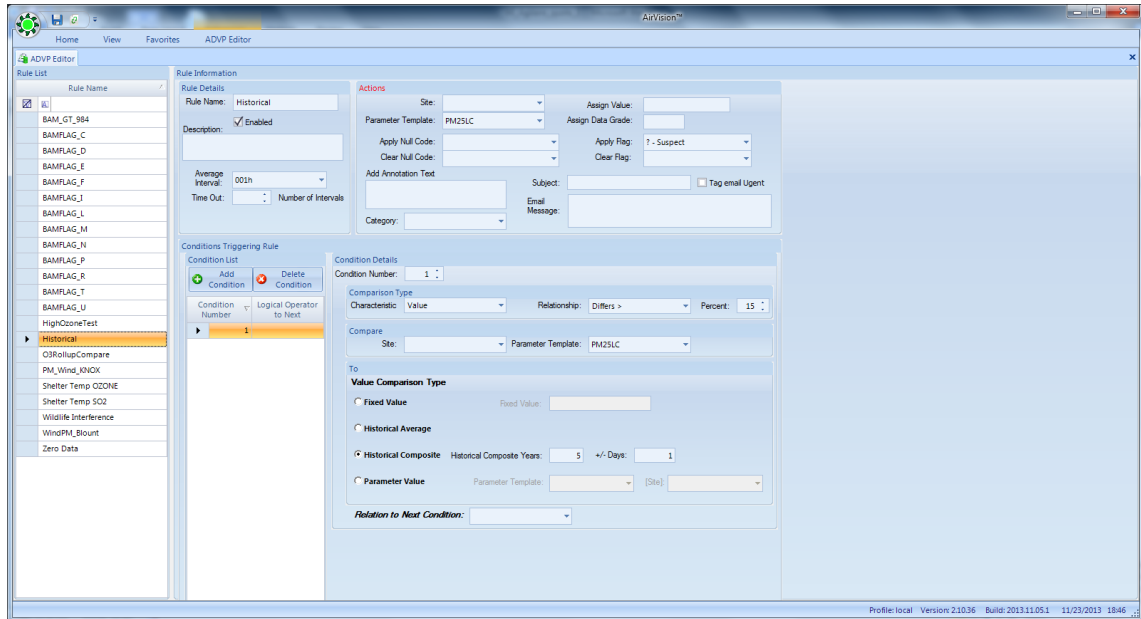 AirVision™
Home View Favorites ADVP Editor
ADVP Editor
Rule List
Rule Name
BAM_GT_984
BAMFLAG_C
BAMFLAG_D
BAMFLAG_E
BAMFLAG_F
BAMFLAG_I
BAMFLAG_L
BAMFLAG_M
BAMFLAG_N
BAMFLAG_P
BAMFLAG_R
BAMFLAG_T
BAMFLAG_U
HighOzoneTest
Historical
O3RollupCompare
PM_Wind_KNOX
Shelter Temp OZONE
Shelter Temp SO2
Wildlife Interference
WindPM_Blount
Zero Data
Rule Information
Rule Details
Rule Name: Historical
Enabled
Description:
Average
Interval: 001h
Time Out: Number of Intervals
Actions
Site: Assign Value:
Parameter Template: PM25LC Assign Data Grade:
Apply Null Code: Apply Flag: ? - Suspect
Clear Null Code: Clear Flag:
Add Annotation Text
Subject: Tag email Ugent
Email
Message:
Category:
Conditions Triggering Rule
Condition List
Add
Condition
Delete
Condition
Condition
Number
Logical Operator
to Next
1
Condition Details
Condition Number: 1
Comparison Type
Characteristic Value Relationship: Differs > Percent: 15
Compare
Site: Parameter Template: PM25LC
To
Value Comparison Type
Fixed Value Fixed Value:
Historical Average
Historical Composite Historical Composite Years: 5 +/- Days: 1
Parameter Value Parameter Template: [Site]:
Relation to Next Condition:
Profile: local Version: 2.10.36 Build: 2013.11.05.1 11/23/2013 18:46